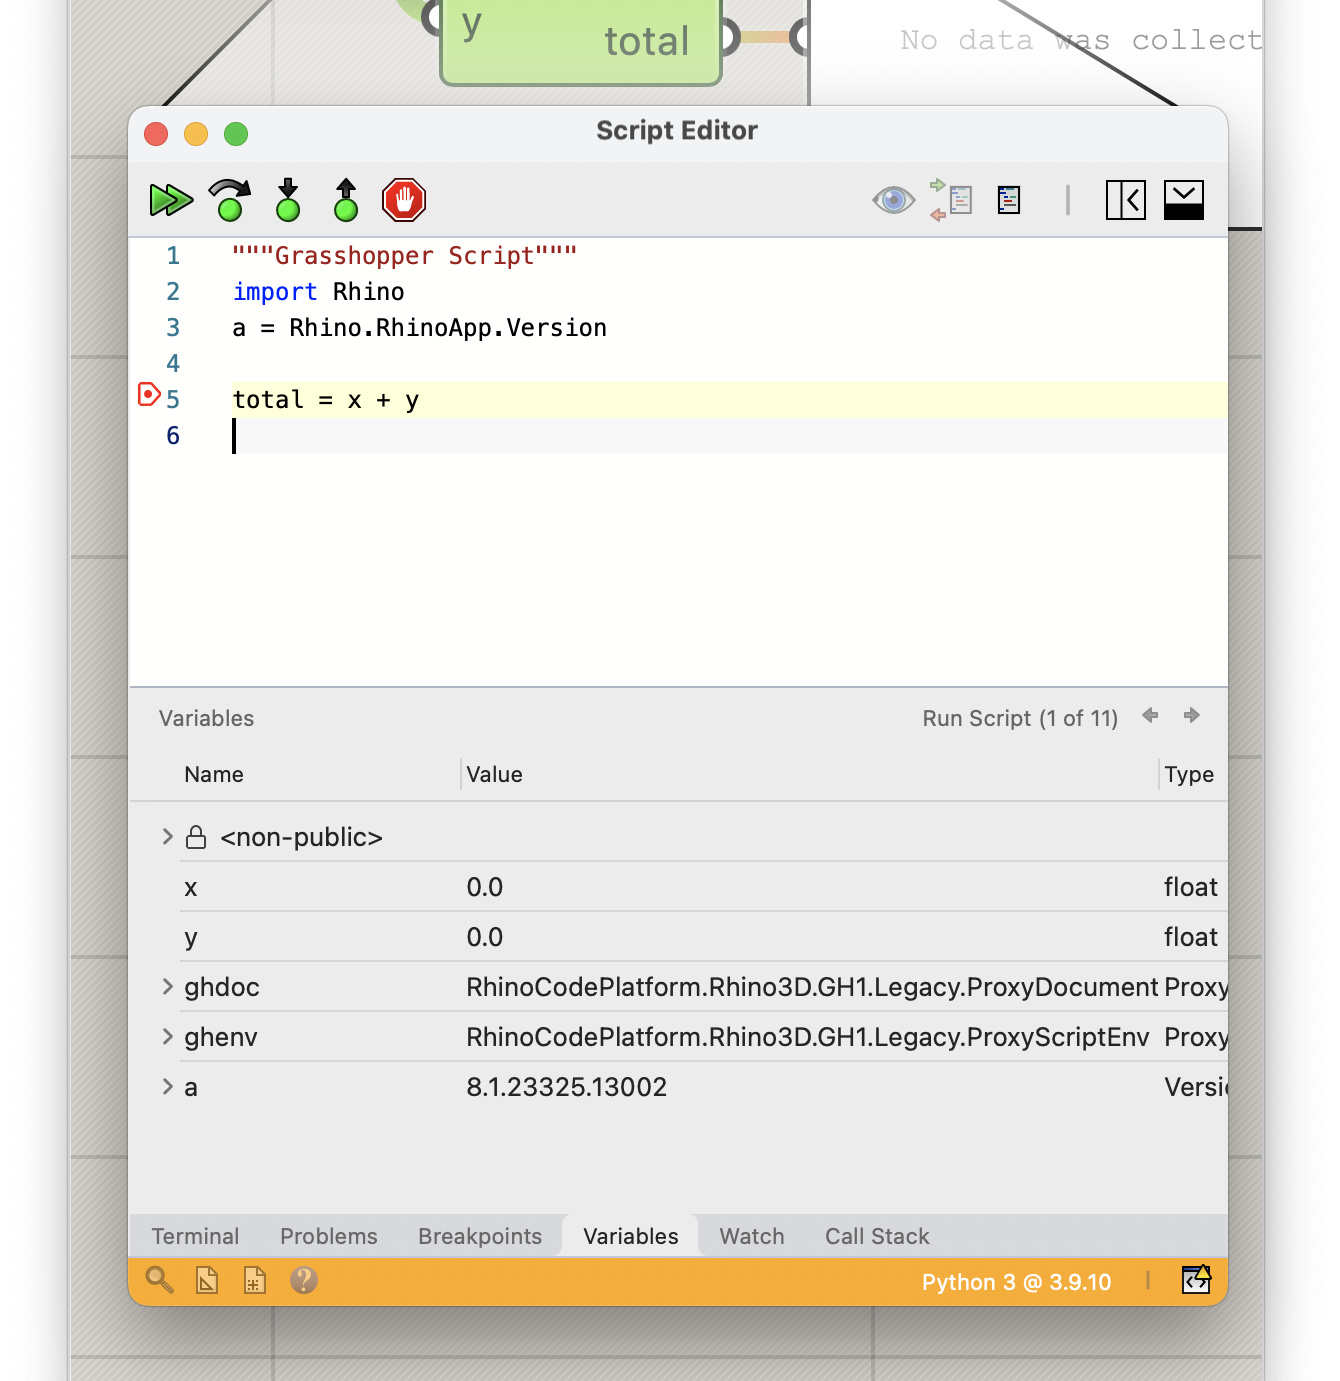 y
total
No data was collect
Script Editor
1 """Grasshopper Script"""
2 import Rhino
3 a = Rhino.RhinoApp.Version
4
5 total = x + y
6
Variables
Run Script (1 of 11)
Name Value Type
<non-public>
x 0.0 float
y 0.0 float
ghdoc RhinoCodePlatform.Rhino3D.GH1.Legacy.ProxyDocument Proxy
ghenv RhinoCodePlatform.Rhino3D.GH1.Legacy.ProxyScriptEnv Proxy
a 8.1.23325.13002 Versi
Terminal Problems Breakpoints Variables Watch Call Stack
Python 3 @ 3.9.10